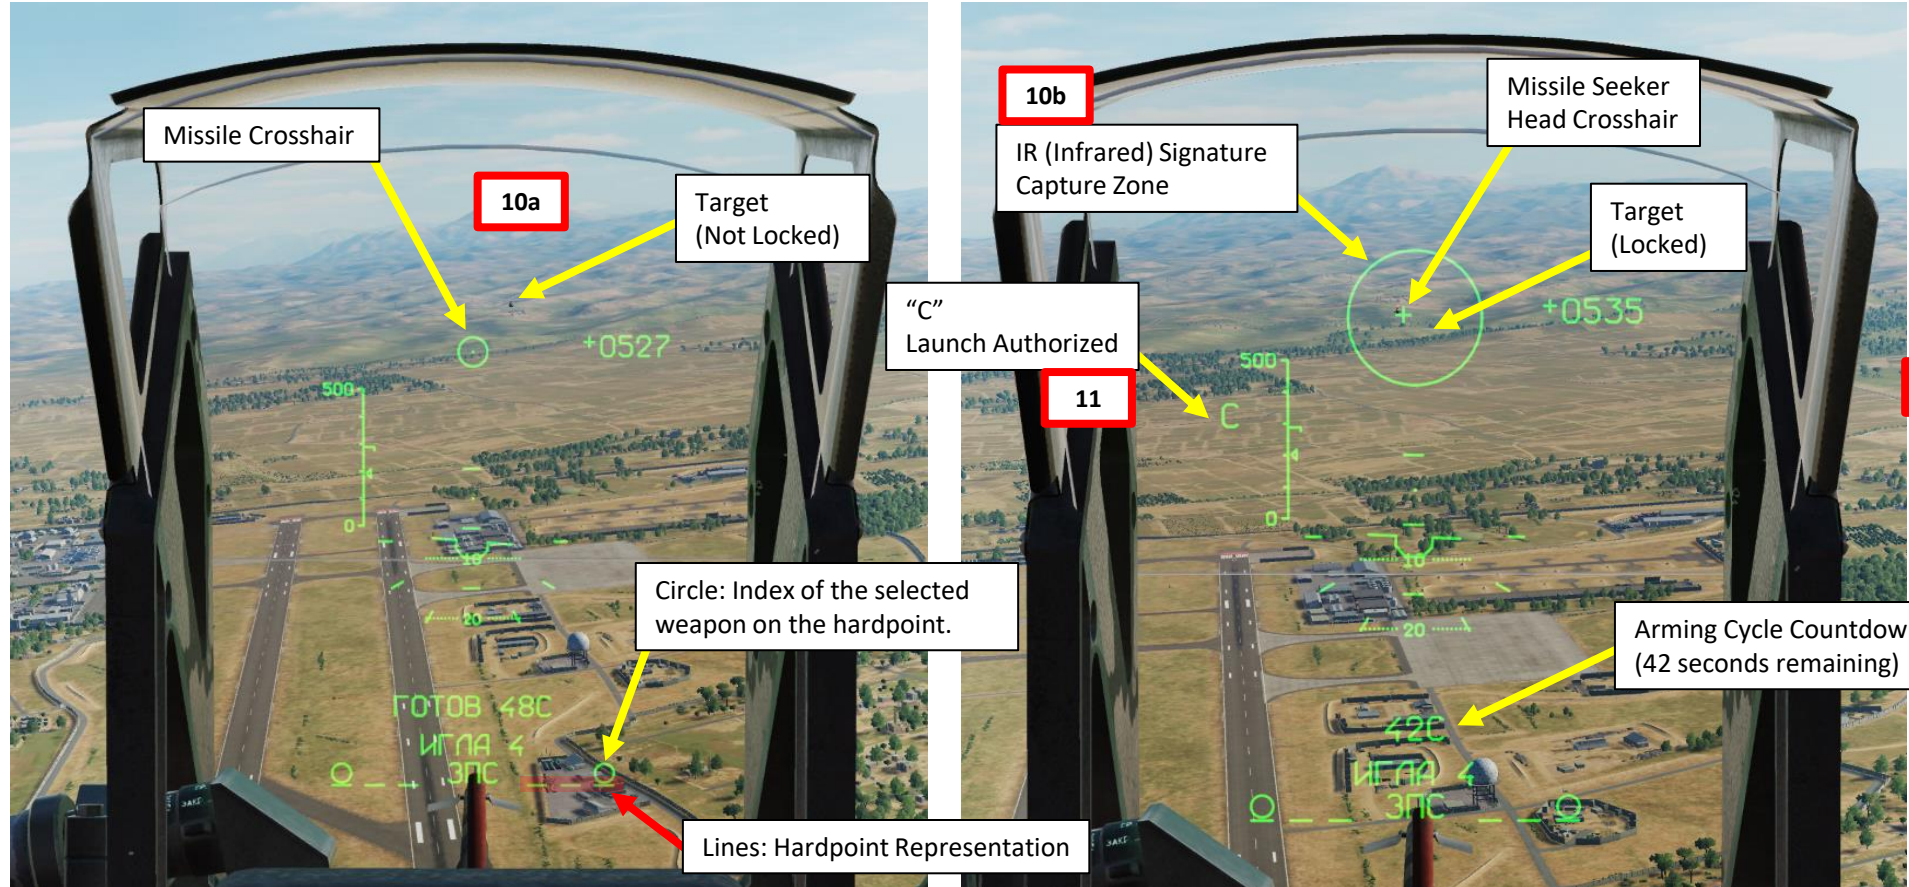 Missile Crosshair
10a
Target
(Not Locked)
+0527
500
0
10
20
Circle: Index of the selected
weapon on the hardpoint.
ГОТОВ 48С
ИГЛА 4
ЗПС
Lines: Hardpoint Representation
10b
IR (Infrared) Signature
Capture Zone
Missile Seeker
Head Crosshair
Target
(Locked)
“C”
Launch Authorized
11
+0535
500
С
0
10
20
Arming Cycle Countdow
(42 seconds remaining)
42С
ИГЛА 4
ЗПС